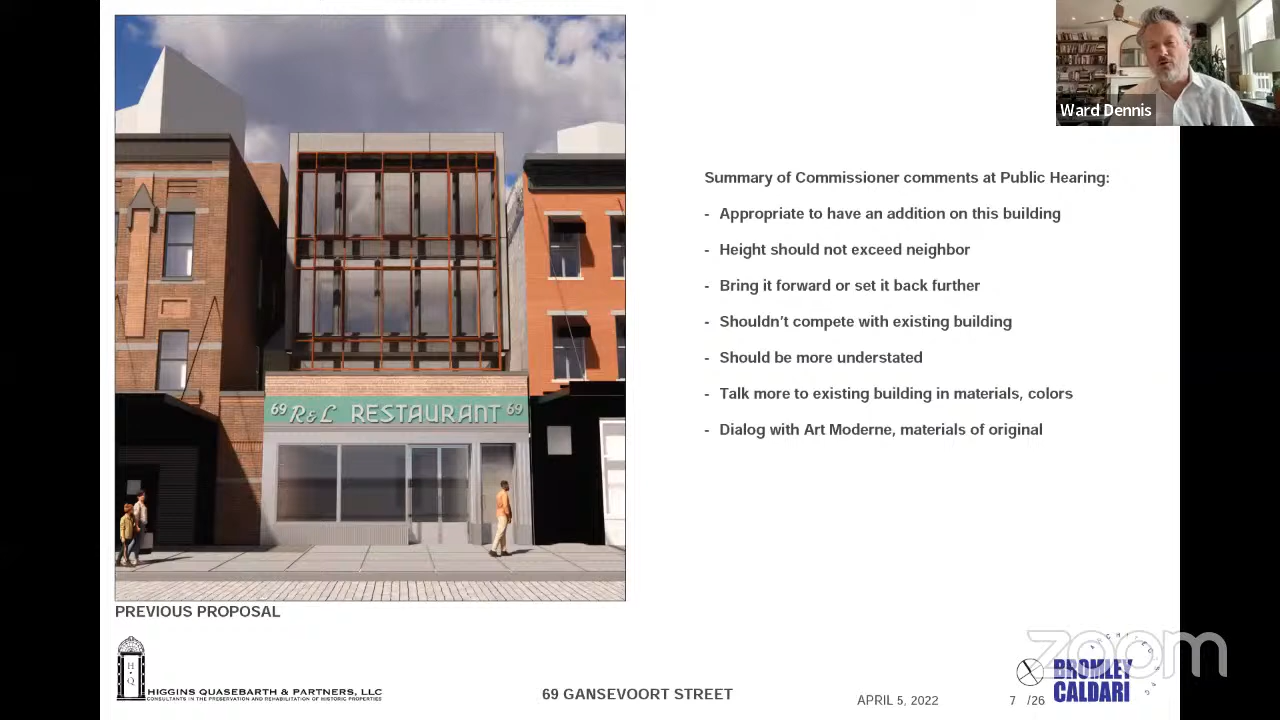 Ward Dennis
Summary of Commissioner comments at Public Hearing:
- Appropriate to have an addition on this building
- Height should not exceed neighbor
- Bring it forward or set it back further
- Shouldn't compete with existing building
- Should be more understated
- Talk more to existing building in materials, colors
- Dialog with Art Moderne, materials of original
69 R & L RESTAURANT 69
PREVIOUS PROPOSAL
H
Q
HIGGINS QUASEBARTH & PARTNERS, LLC
CONSULTANTS IN THE PRESERVATION AND REHABILITATION OF HISTORIC PROPERTIES
69 GANSEVOORT STREET
APRIL 5, 2022
7 /26
BROMLEY
CALDARI
zoom